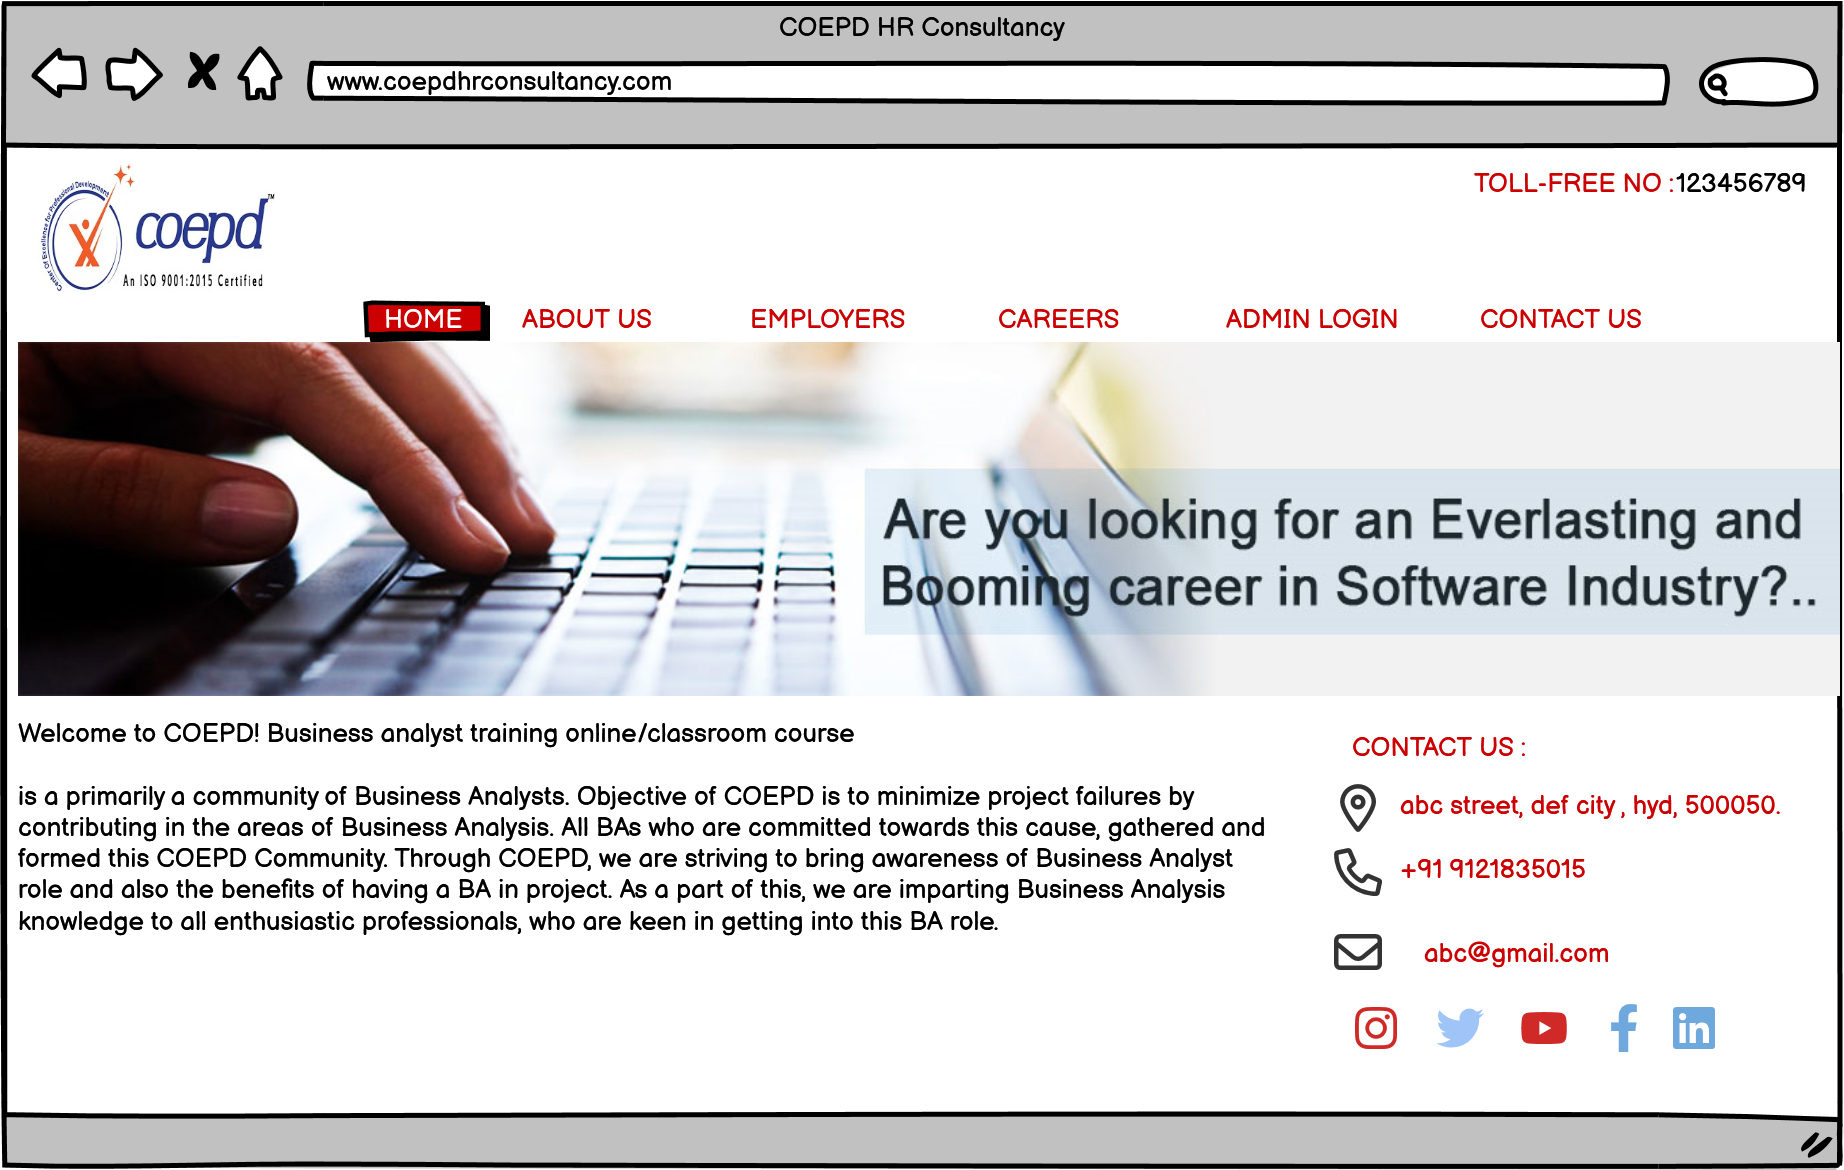 COEPD HR Consultancy
www.coepdhrconsultancy.com
Center Of Excellence for Professional Development
coepd™
An ISO 9001:2015 Certified
TOLL-FREE NO :123456789
HOME ABOUT US EMPLOYERS CAREERS ADMIN LOGIN CONTACT US
Are you looking for an Everlasting and
Booming career in Software Industry?..
Welcome to COEPD! Business analyst training online/classroom course
is a primarily a community of Business Analysts. Objective of COEPD is to minimize project failures by
contributing in the areas of Business Analysis. All BAs who are committed towards this cause, gathered and
formed this COEPD Community. Through COEPD, we are striving to bring awareness of Business Analyst
role and also the benefits of having a BA in project. As a part of this, we are imparting Business Analysis
knowledge to all enthusiastic professionals, who are keen in getting into this BA role.
CONTACT US :
abc street, def city , hyd, 500050.
+91 9121835015
abc@gmail.com